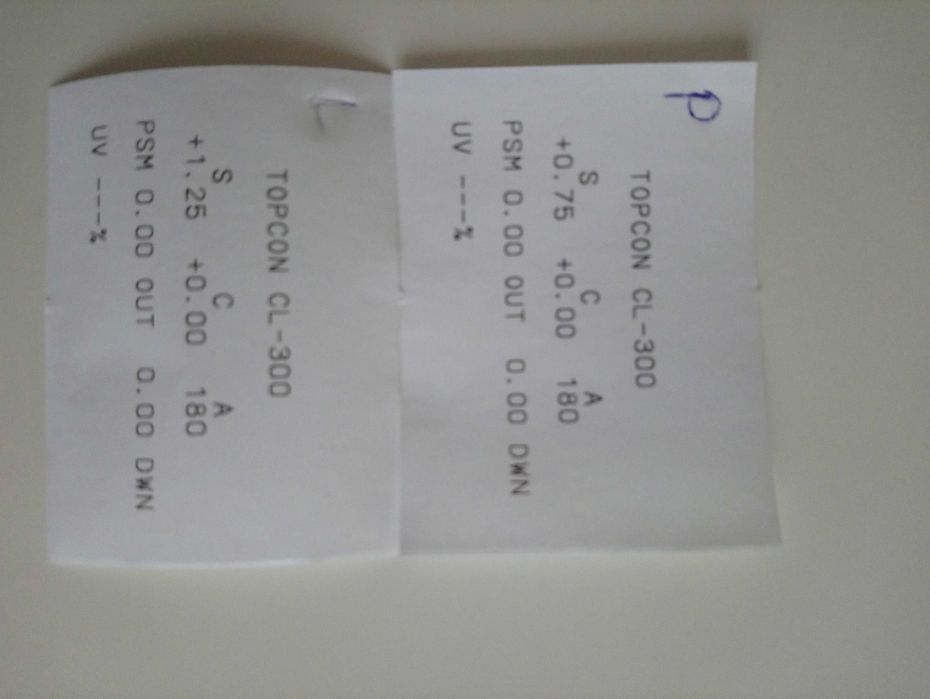 P
TOPCON CL-300
S C A
+0.75 +0.00 180
PSM 0.00 OUT 0.00 DWN
UV ---%
L
TOPCON CL-300
S C A
+1.25 +0.00 180
PSM 0.00 OUT 0.00 DWN
UV ---%